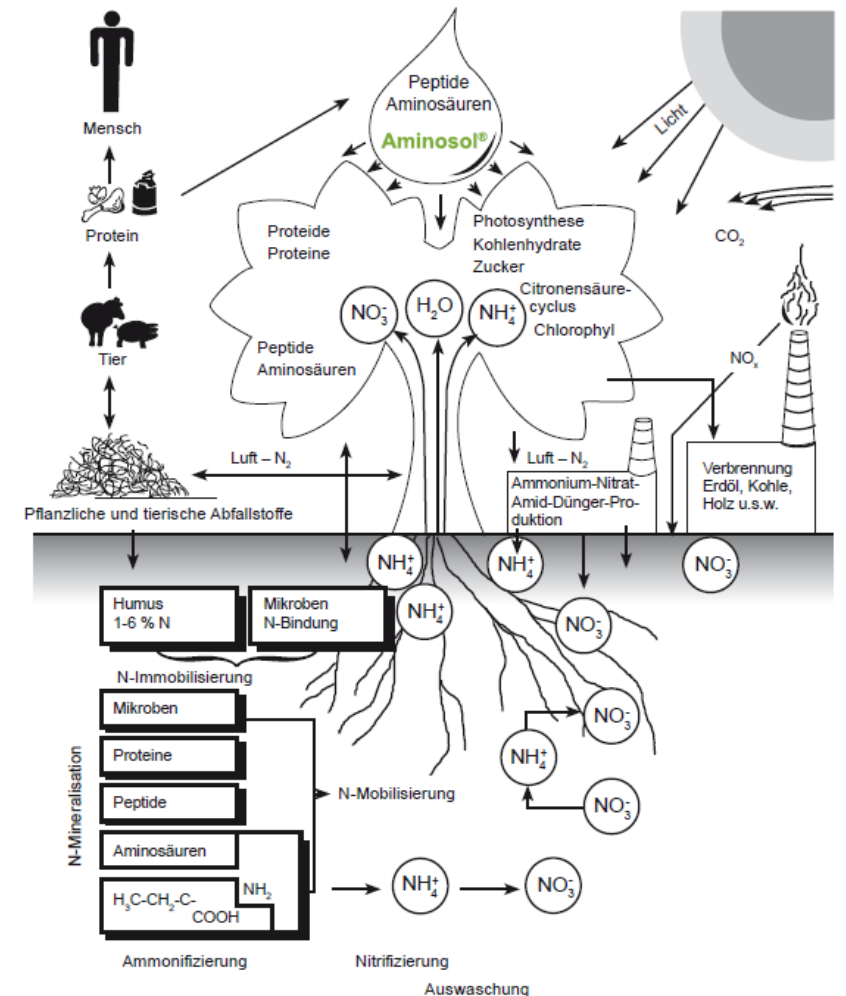 Peptide
Aminosäuren
Aminosol®
Licht
Mensch
Protein
Tier
Pflanzliche und tierische Abfallstoffe
Proteide
Proteine
Photosynthese
Kohlenhydrate
Zucker
Citronensäure-
cyclus
Chlorophyl
NO₃⁻
H₂O
NH₄⁺
Peptide
Aminosäuren
CO₂
NOₓ
Luft – N₂
Luft – N₂
Ammonium-Nitrat-
Amid-Dünger-Pro-
duktion
Verbrennung
Erdöl, Kohle,
Holz u.s.w.
NH₄⁺
NH₄⁺
NO₃⁻
NH₄⁺
NO₃⁻
Humus
1-6 % N
Mikroben
N-Bindung
N-Immobilisierung
N-Mineralisation
Mikroben
Proteine
Peptide
Aminosäuren
H₃C-CH₂-C-
NH₂
COOH
N-Mobilisierung
NO₃⁻
NH₄⁺
NO₃⁻
NH₄⁺
NO₃⁻
Ammonifizierung
Nitrifizierung
Auswaschung